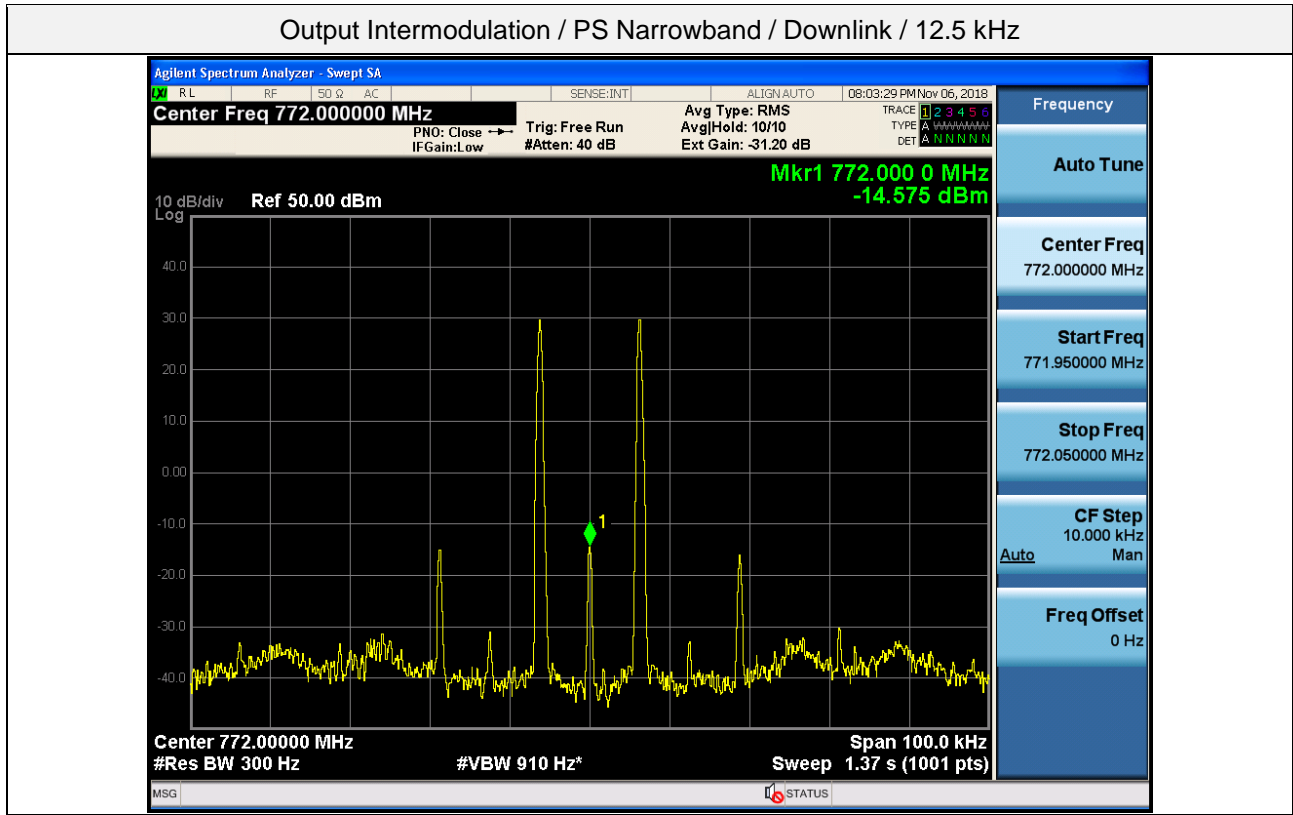 Output Intermodulation / PS Narrowband / Downlink / 12.5 kHz
Agilent Spectrum Analyzer - Swept SA
LXI RL RF 50 Ω AC SENSE:INT ALIGN AUTO 08:03:29 PM Nov 06, 2018
Center Freq 772.000000 MHz
PNO: Close
IFGain:Low
Trig: Free Run
#Atten: 40 dB
Avg Type: RMS
Avg|Hold: 10/10
Ext Gain: -31.20 dB
TRACE 1 2 3 4 5 6
TYPE A WWWWW
DET A N N N N N
Mkr1 772.000 0 MHz
-14.575 dBm
10 dB/div Ref 50.00 dBm
Log
40.0
30.0
20.0
10.0
0.00
-10.0
-20.0
-30.0
-40.0
1
Center 772.00000 MHz Span 100.0 kHz
#Res BW 300 Hz #VBW 910 Hz* Sweep 1.37 s (1001 pts)
MSG STATUS
Frequency
Auto Tune
Center Freq
772.000000 MHz
Start Freq
771.950000 MHz
Stop Freq
772.050000 MHz
CF Step
10.000 kHz
Auto Man
Freq Offset
0 Hz